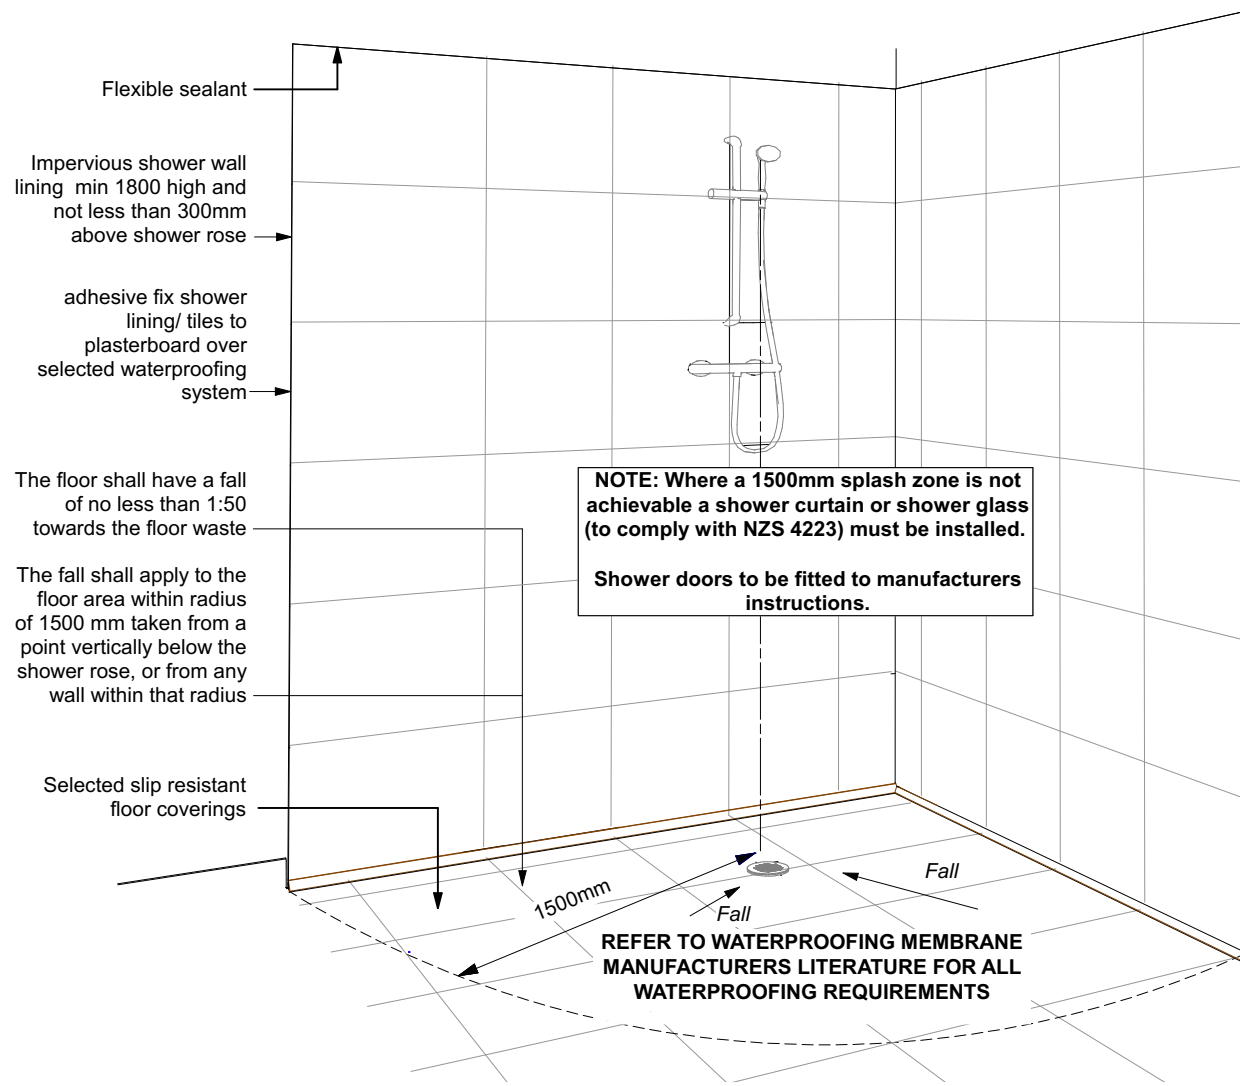 Flexible sealant
Impervious shower wall
lining min 1800 high and
not less than 300mm
above shower rose
adhesive fix shower
lining/ tiles to
plasterboard over
selected waterproofing
system
The floor shall have a fall
of no less than 1:50
towards the floor waste
The fall shall apply to the
floor area within radius
of 1500 mm taken from a
point vertically below the
shower rose, or from any
wall within that radius
Selected slip resistant
floor coverings
NOTE: Where a 1500mm splash zone is not
achievable a shower curtain or shower glass
(to comply with NZS 4223) must be installed.
Shower doors to be fitted to manufacturers
instructions.
1500mm
Fall
Fall
REFER TO WATERPROOFING MEMBRANE
MANUFACTURERS LITERATURE FOR ALL
WATERPROOFING REQUIREMENTS